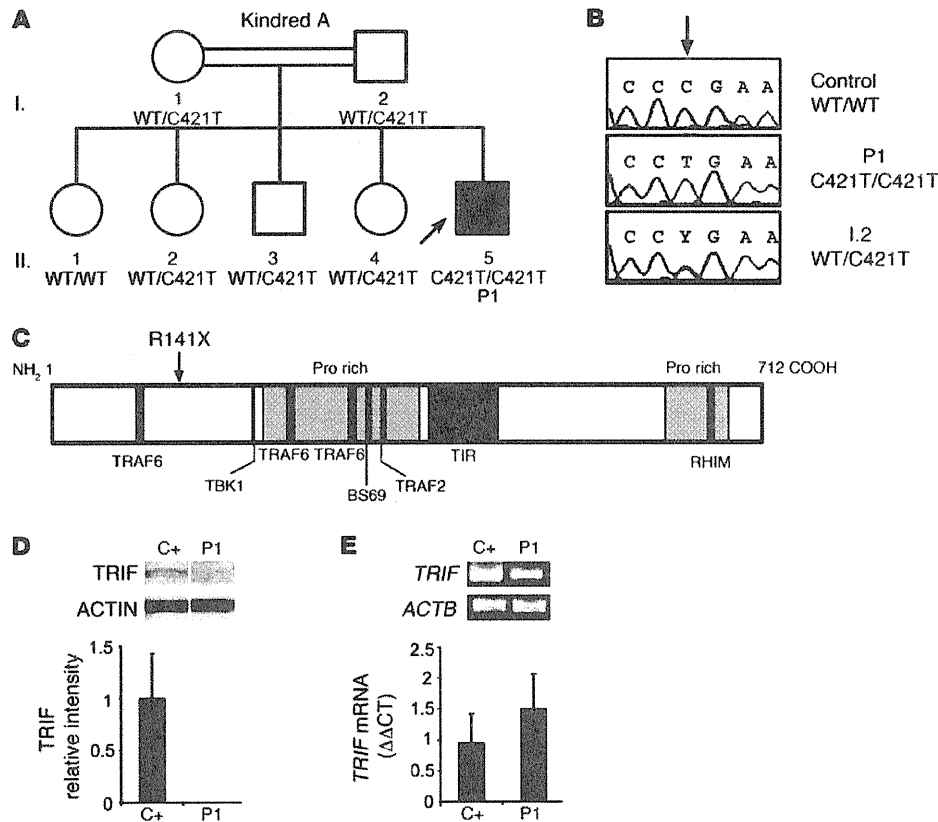 A
Kindred A
I.
1
WT/C421T
2
WT/C421T
II.
1
WT/WT
2
WT/C421T
3
WT/C421T
4
WT/C421T
5
C421T/C421T
P1
B
C C C G A A
Control
WT/WT
C C T G A A
P1
C421T/C421T
C C Y G A A
I.2
WT/C421T
C
R141X
NH2 1
Pro rich
Pro rich
712 COOH
TRAF6
TBK1
TRAF6
TRAF6
BS69
TRAF2
TIR
RHIM
D
C+ P1
TRIF
ACTIN
TRIF
relative intensity
1.5
1
0.5
0
C+ P1
E
C+ P1
TRIF
ACTB
TRIF mRNA
(ΔΔCT)
2.5
2
1.5
1
0.5
0
C+ P1